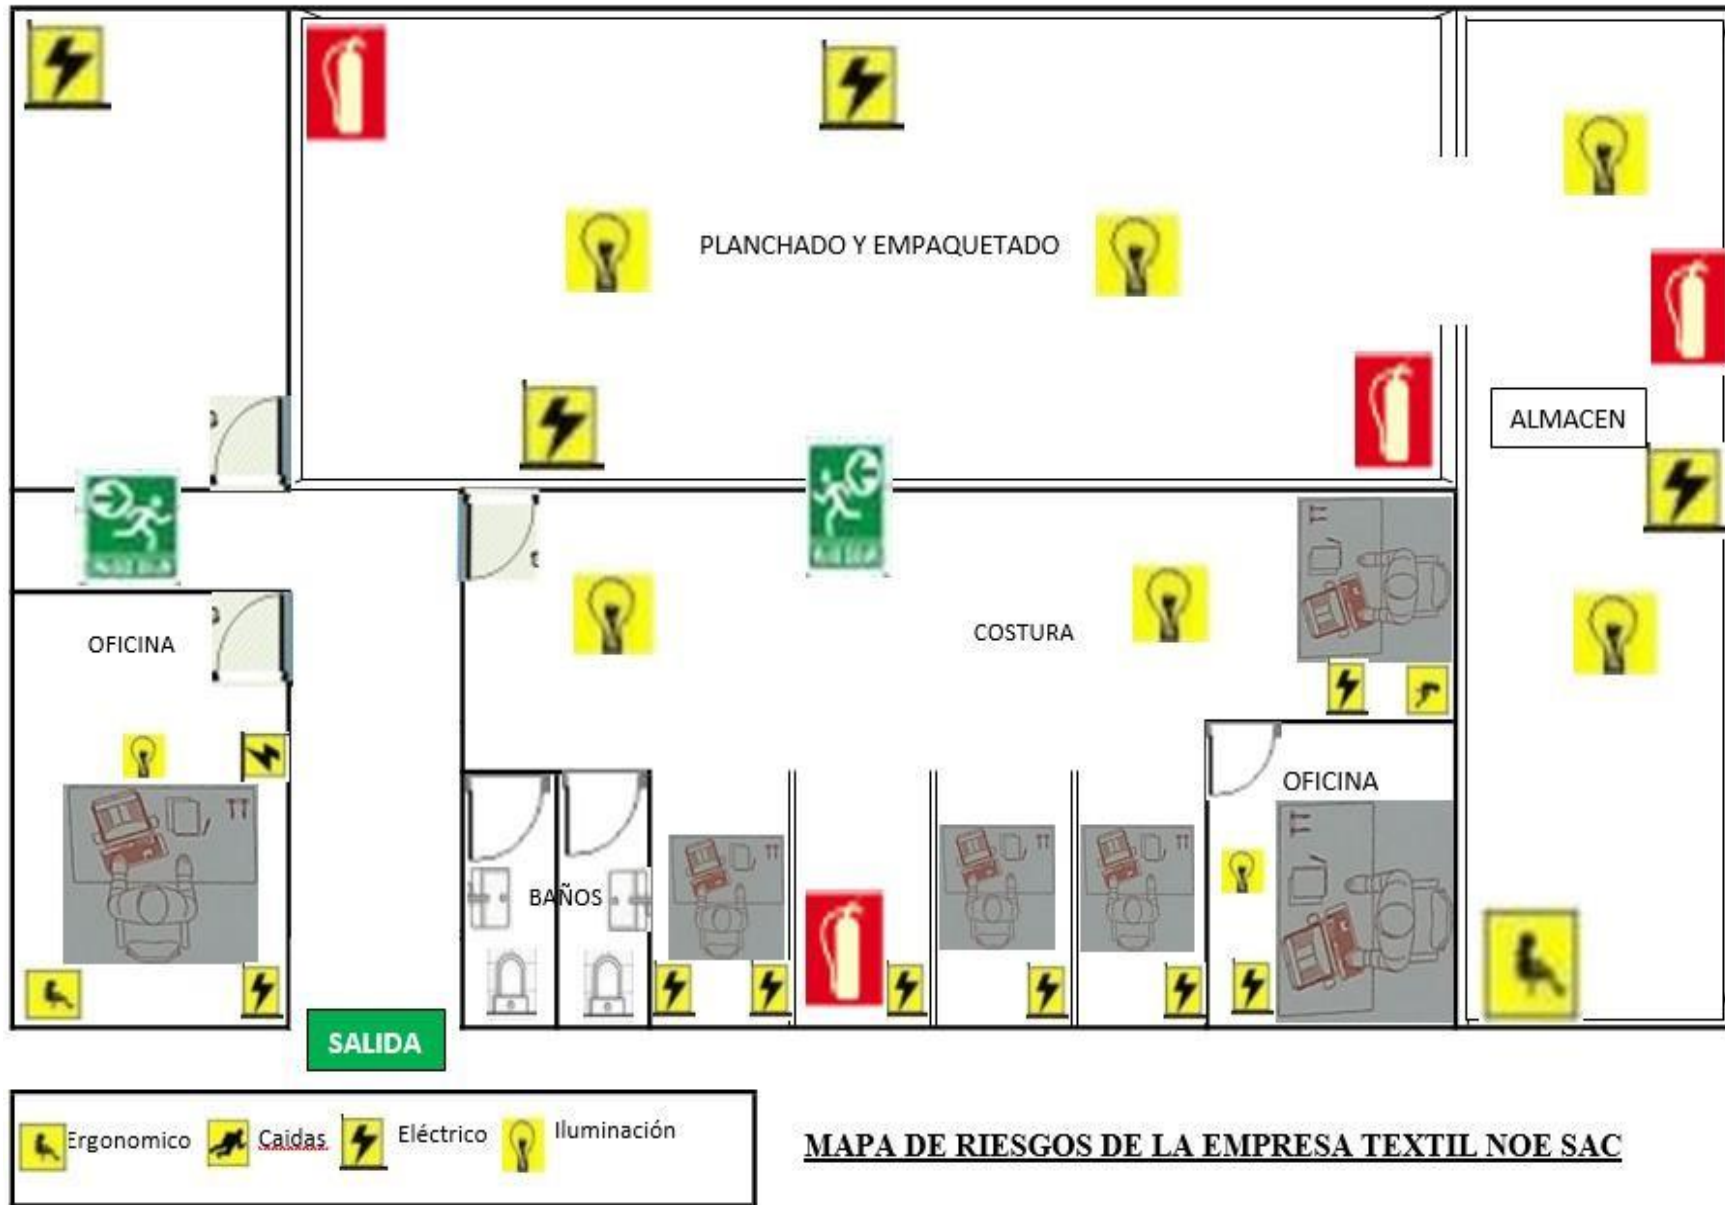 PLANCHADO Y EMPAQUETADO
ALMACEN
OFICINA
COSTURA
OFICINA
BAÑOS
SALIDA
Ergonomico
Caidas
Eléctrico
Iluminación
MAPA DE RIESGOS DE LA EMPRESA TEXTIL NOE SAC